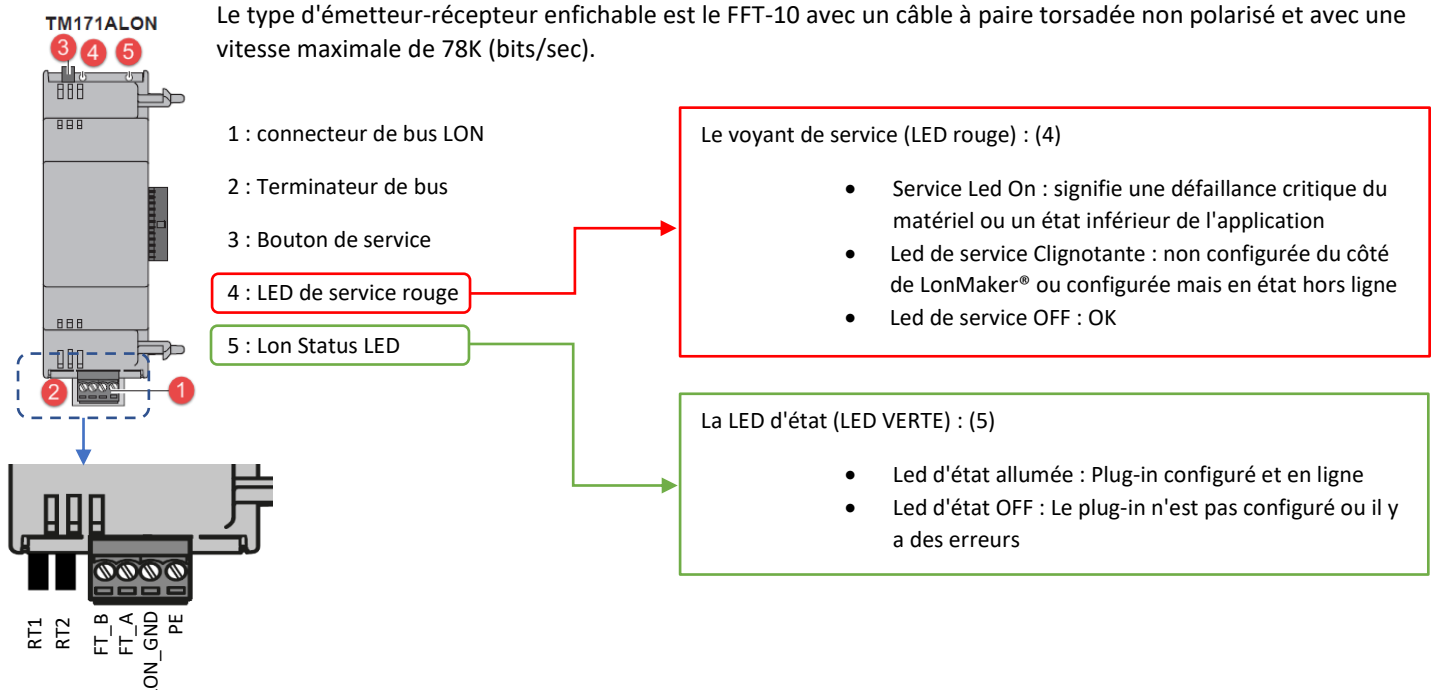 Le type d'émetteur-récepteur enfichable est le FFT-10 avec un câble à paire torsadée non polarisé et avec une
vitesse maximale de 78K (bits/sec).
TM171ALON
3 4 5
1 : connecteur de bus LON
2 : Terminateur de bus
3 : Bouton de service
4 : LED de service rouge
5 : Lon Status LED
Le voyant de service (LED rouge) : (4)
• Service Led On : signifie une défaillance critique du
matériel ou un état inférieur de l'application
• Led de service Clignotante : non configurée du côté
de LonMaker® ou configurée mais en état hors ligne
• Led de service OFF : OK
La LED d'état (LED VERTE) : (5)
• Led d'état allumée : Plug-in configuré et en ligne
• Led d'état OFF : Le plug-in n'est pas configuré ou il y
a des erreurs
2 1
RT1
RT2
FT_B
FT_A
LON_GND
PE